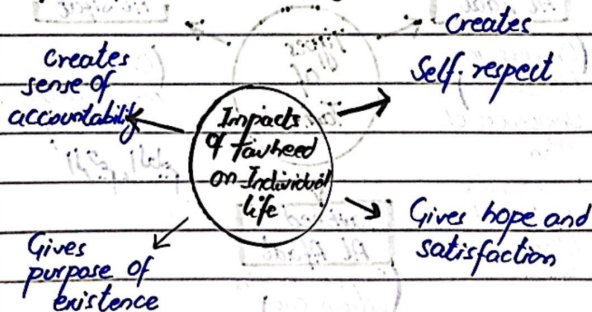 Creates
Self-respect
Creates
sense of
accountability
Impacts
of Tawheed
on Individual
life
Gives hope and
satisfaction
Gives
purpose of
existence